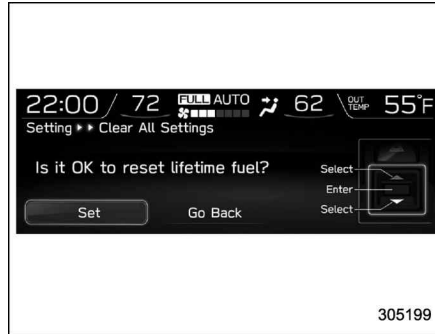 22:00 / 72 FULL AUTO 62 OUT TEMP 55°F
Setting ▸ ▸ Clear All Settings
Is it OK to reset lifetime fuel?
Select
Enter
Select
Set Go Back
305199